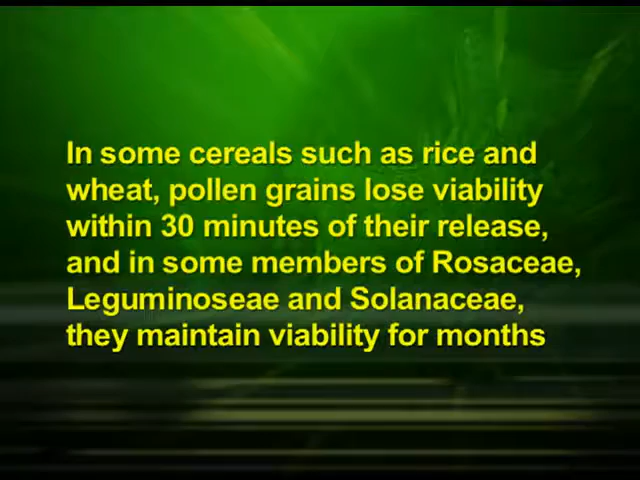 In some cereals such as rice and
wheat, pollen grains lose viability
within 30 minutes of their release,
and in some members of Rosaceae,
Leguminoseae and Solanaceae,
they maintain viability for months